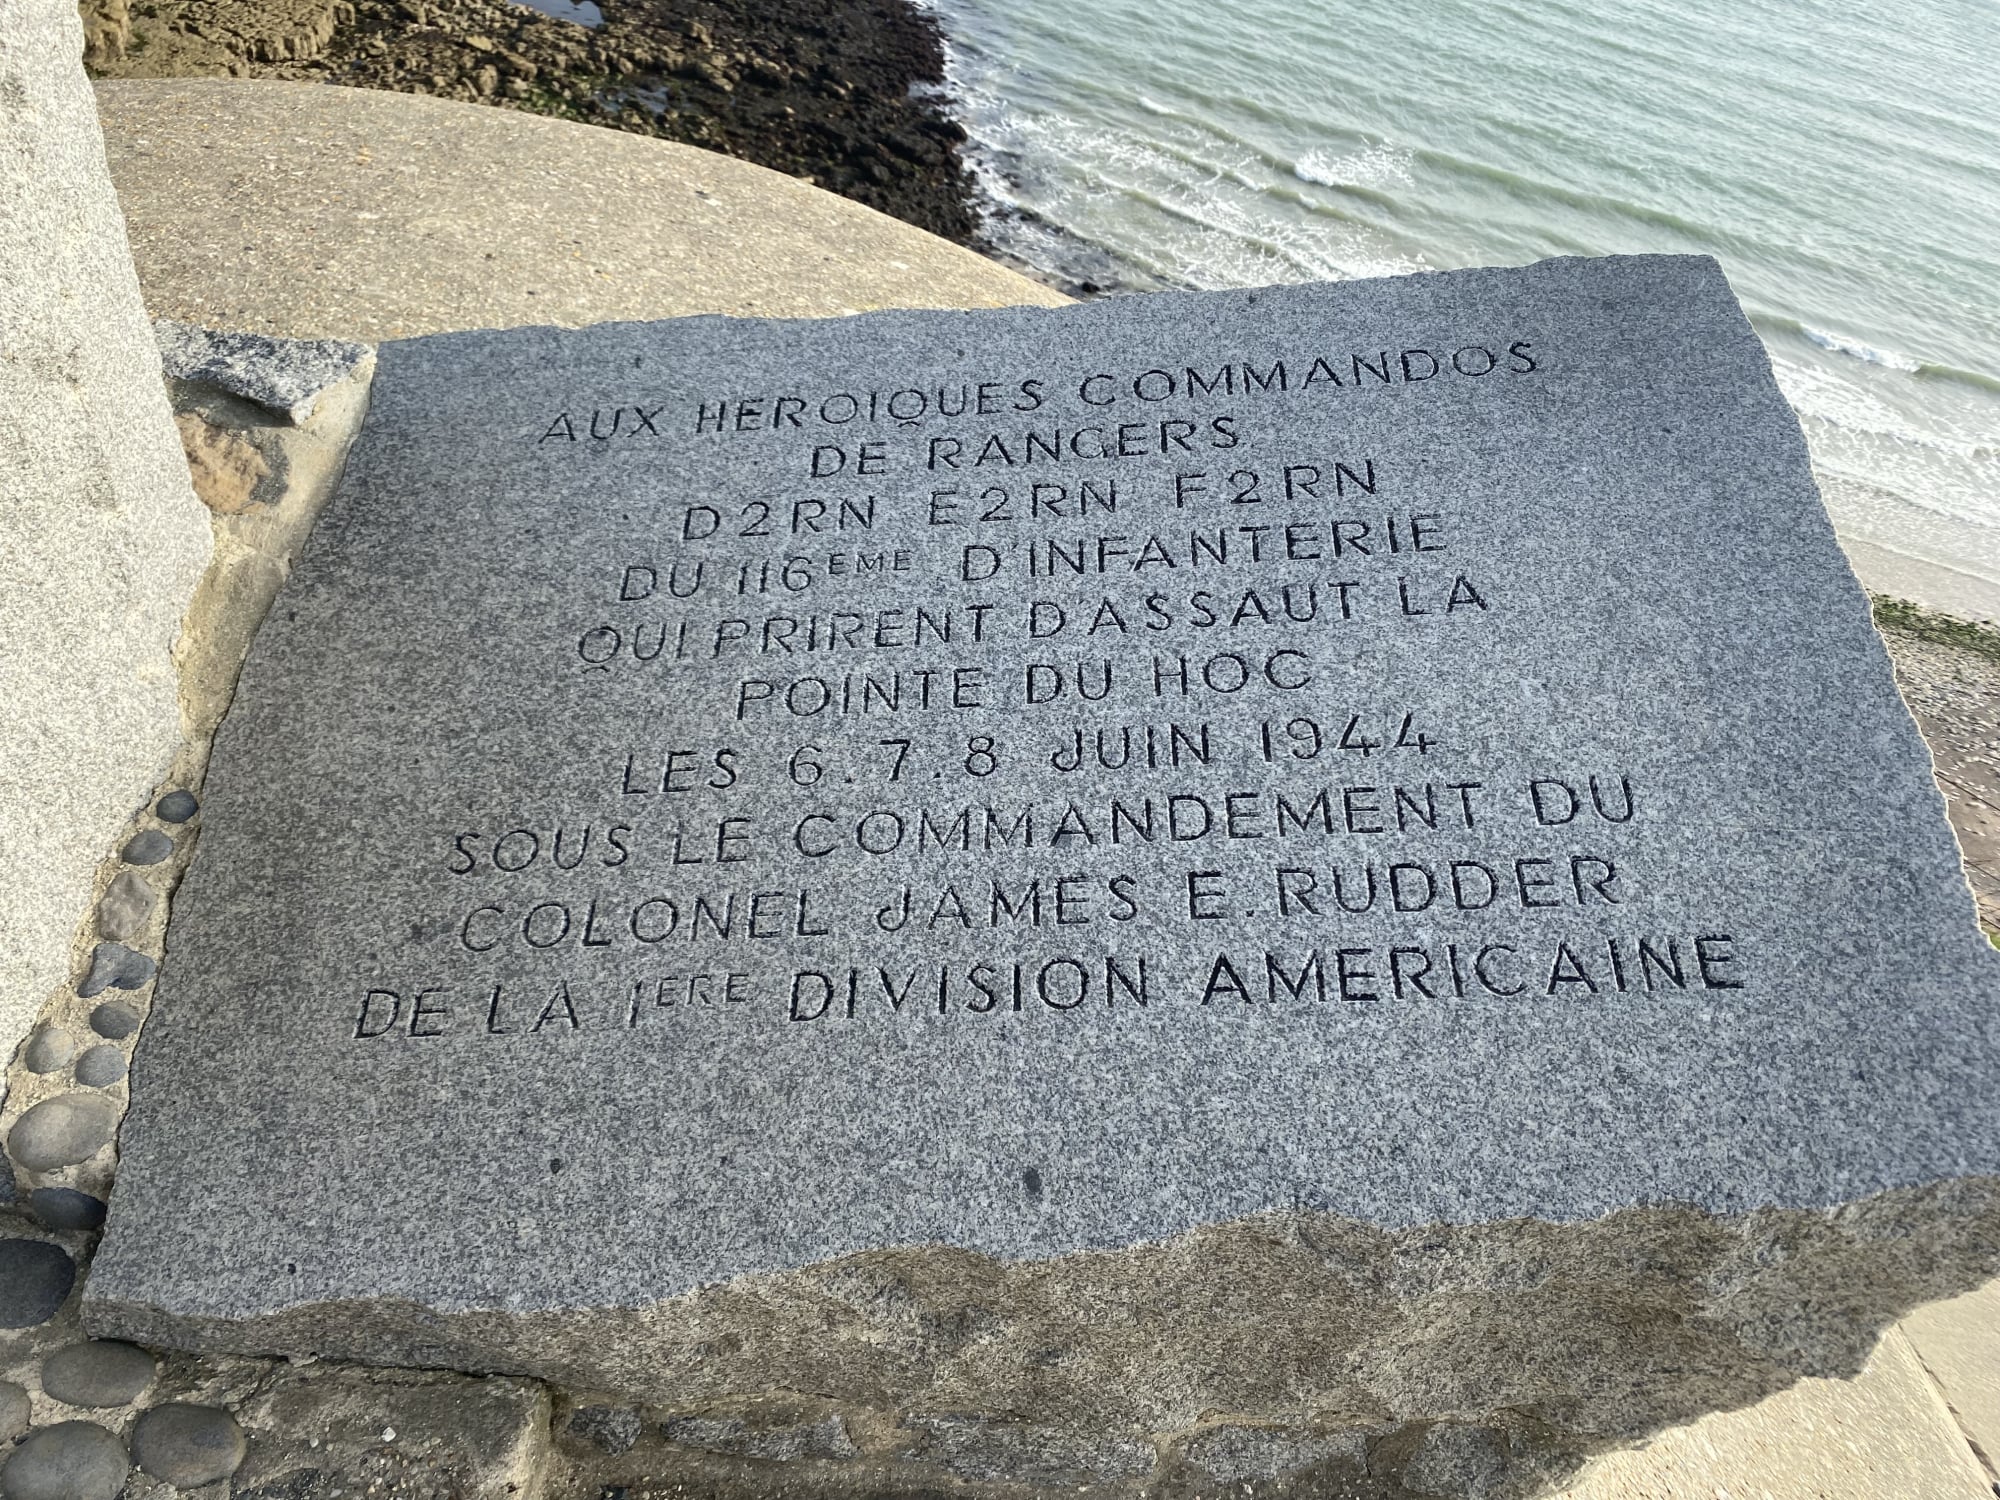 AUX HEROIQUES COMMANDOS
DE RANGERS
D2RN E2RN F2RN
DU 116EME D'INFANTERIE
QUI PRIRENT D'ASSAUT LA
POINTE DU HOC
LES 6.7.8 JUIN 1944
SOUS LE COMMANDEMENT DU
COLONEL JAMES E. RUDDER
DE LA 1ERE DIVISION AMERICAINE